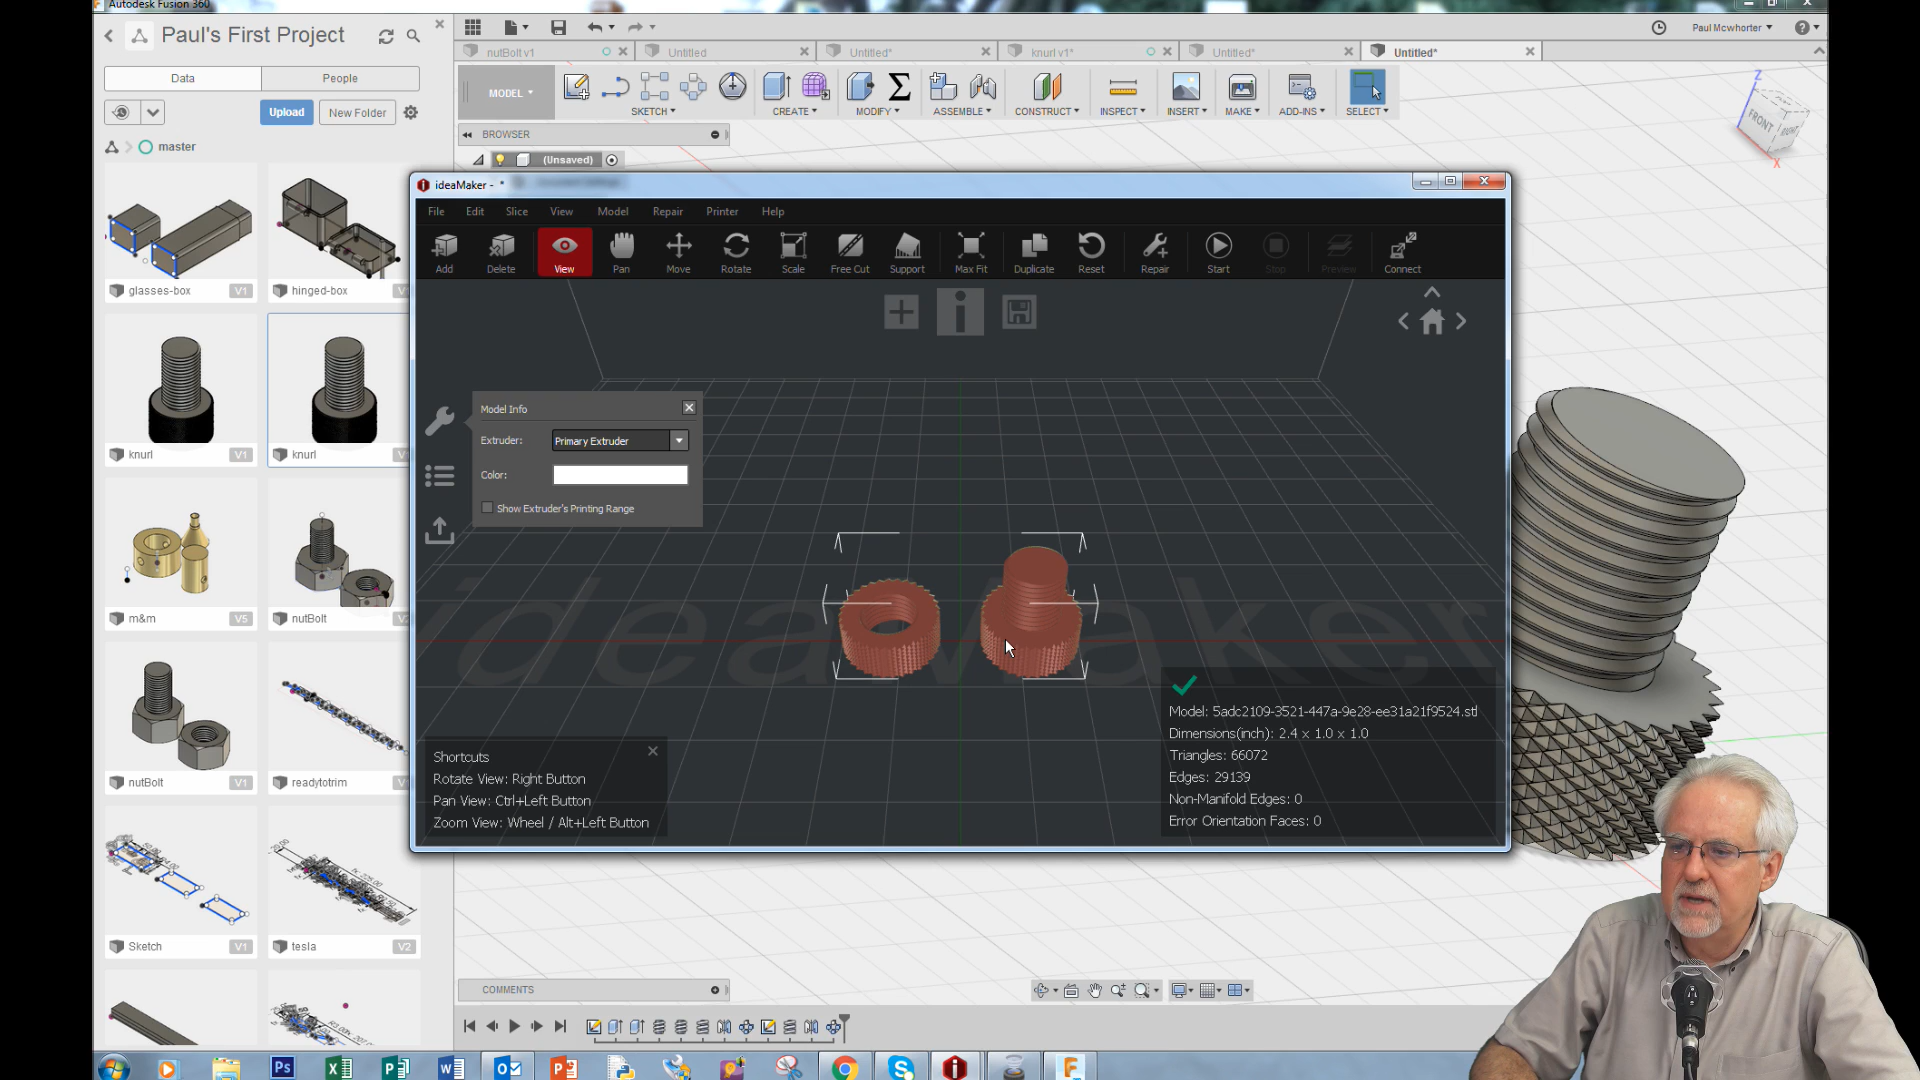 Autodesk Fusion 360
Paul's First Project
Data
People
Upload
New Folder
master
glasses-box V1
hinged-box
knurl V1
knurl
m&m V5
nutBolt
nutBolt V1
readytotrim
Sketch V1
tesla V2
nutBolt v1
Untitled
Untitled*
knurl v1*
Untitled*
Untitled*
Paul Mcwhorter
MODEL
SKETCH
CREATE
MODIFY
ASSEMBLE
CONSTRUCT
INSPECT
INSERT
MAKE
ADD-INS
SELECT
BROWSER
(Unsaved)
Z
FRONT
RIGHT
X
ideaMaker - *
File Edit Slice View Model Repair Printer Help
Add Delete View Pan Move Rotate Scale Free Cut Support Max Fit Duplicate Reset Repair Start Stop Preview Connect
Model Info
Extruder: Primary Extruder
Color:
Show Extruder's Printing Range
ideaMaker
Shortcuts
Rotate View: Right Button
Pan View: Ctrl+Left Button
Zoom View: Wheel / Alt+Left Button
Model: 5adc2109-3521-447a-9e28-ee31a21f9524.stl
Dimensions(inch): 2.4 x 1.0 x 1.0
Triangles: 66072
Edges: 29139
Non-Manifold Edges: 0
Error Orientation Faces: 0
COMMENTS